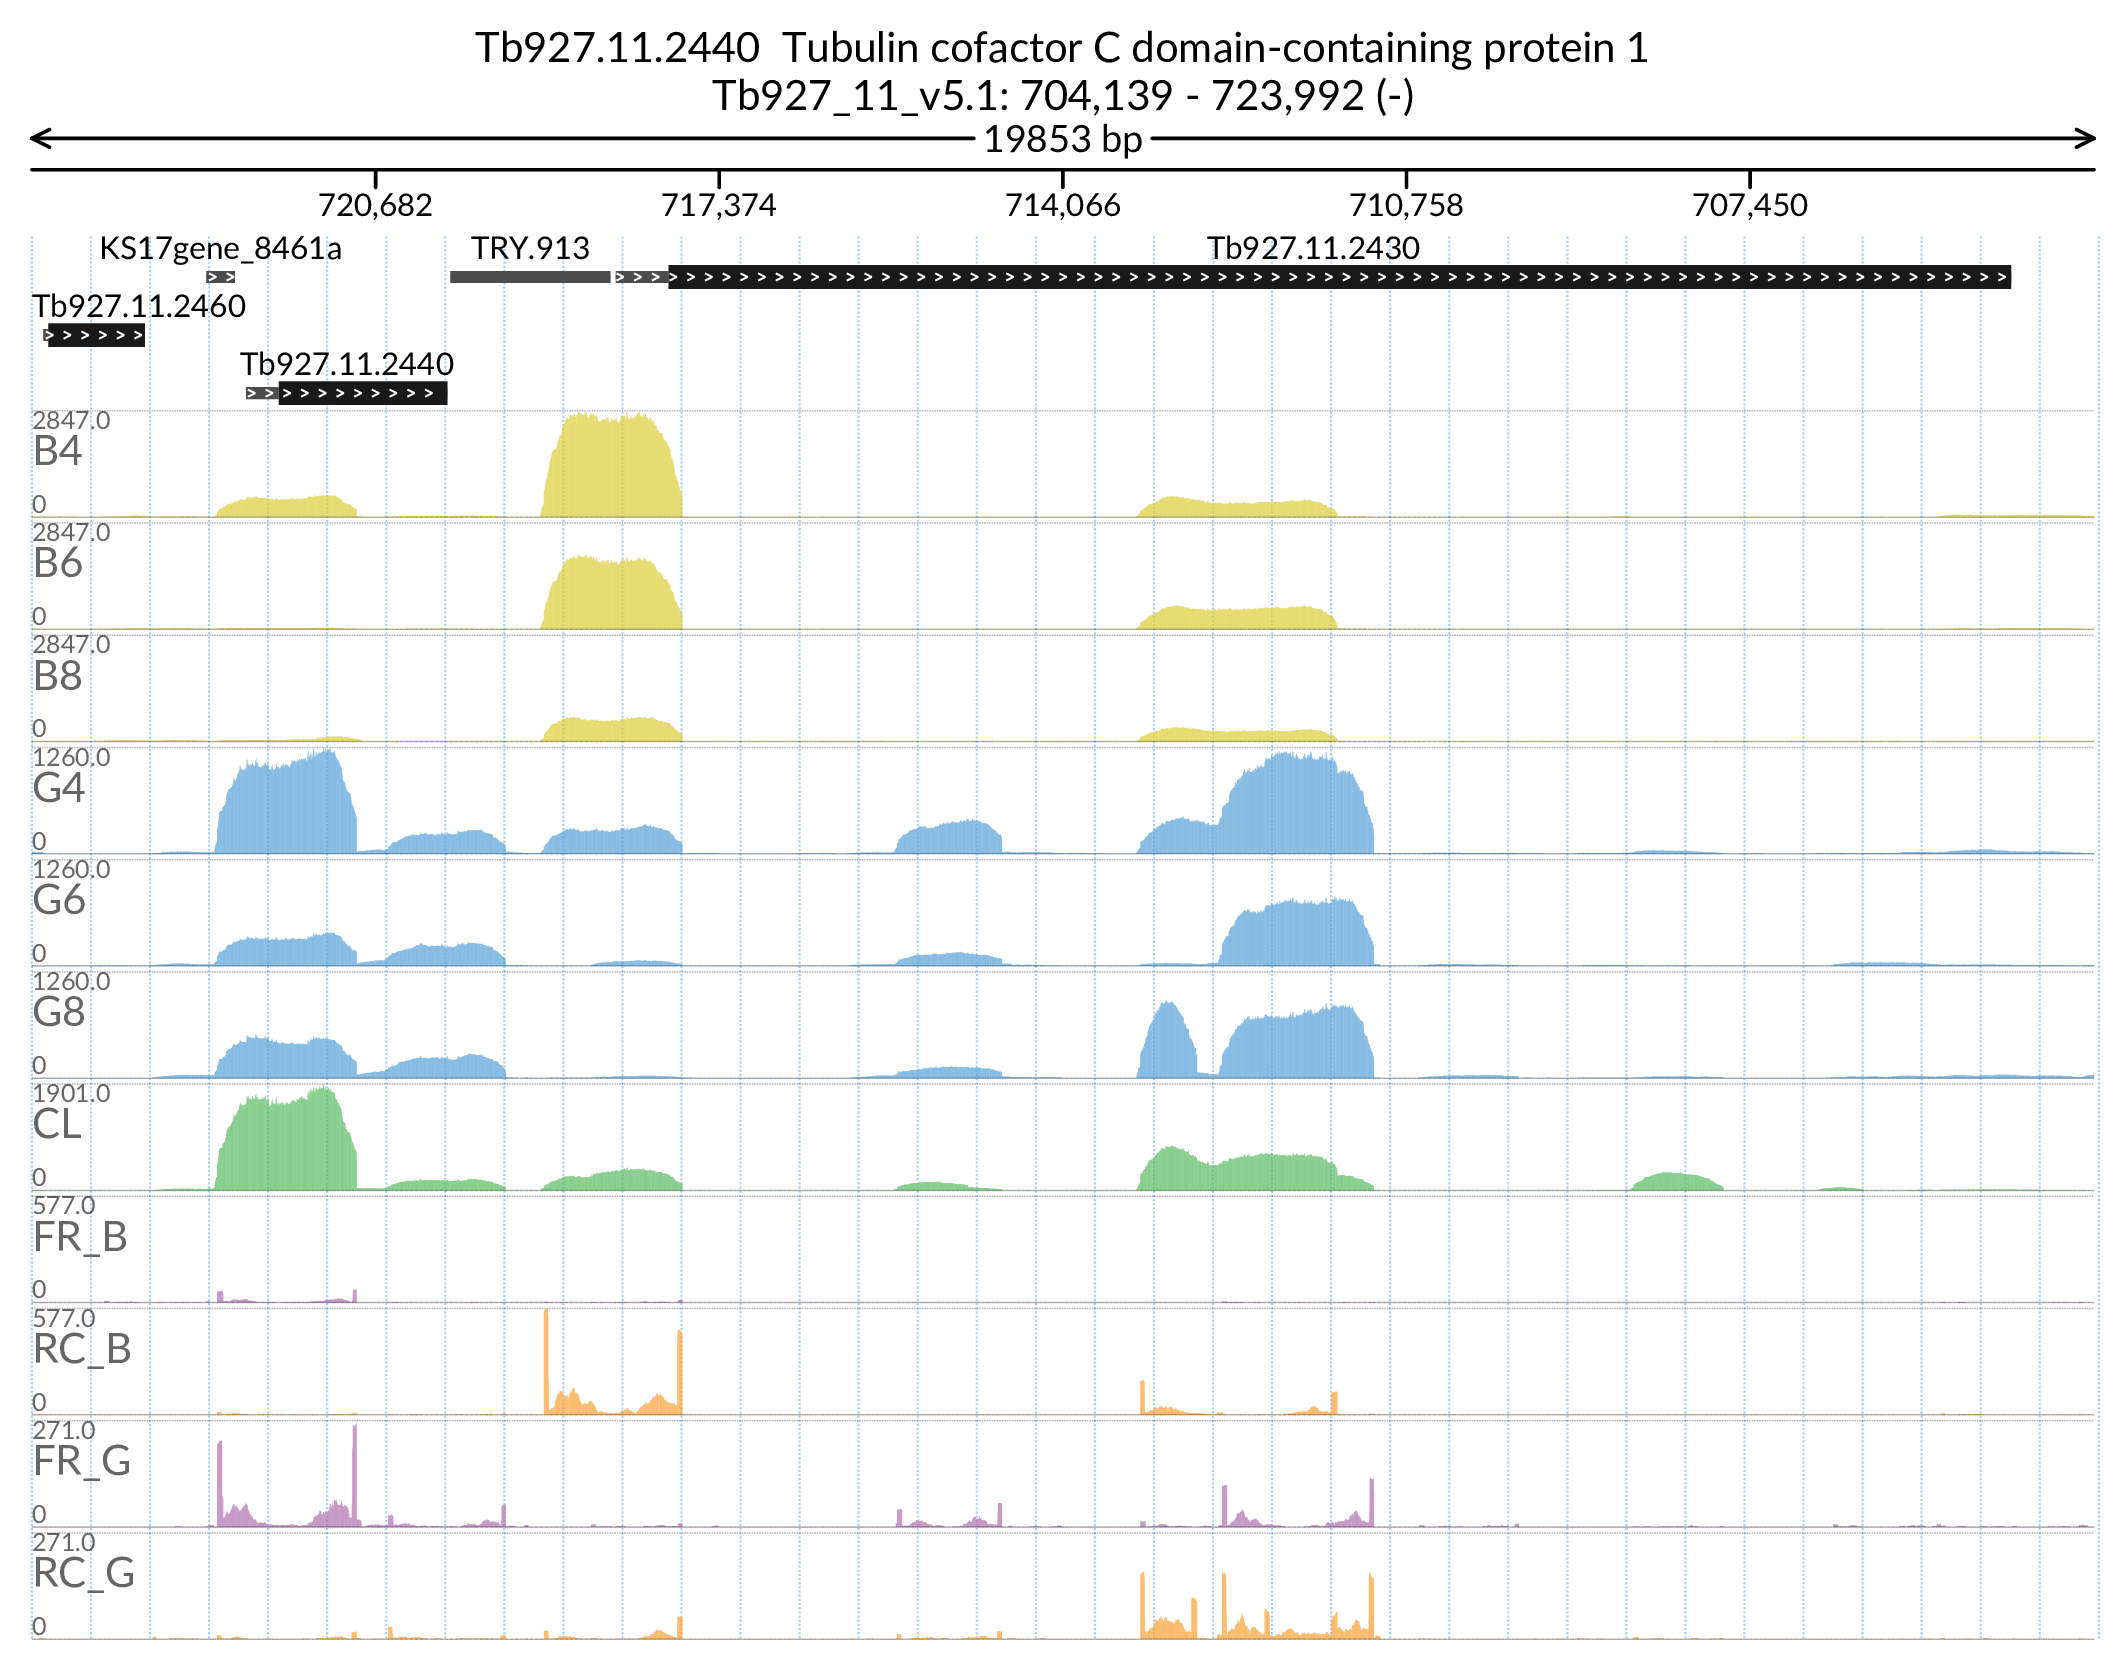 Tb927.11.2440  Tubulin cofactor C domain-containing protein 1
Tb927_11_v5.1: 704,139 - 723,992 (-)
19853 bp
720,682 717,374 714,066 710,758 707,450
KS17gene_8461a TRY.913 Tb927.11.2430
Tb927.11.2460
Tb927.11.2440
2847.0
B4
0
2847.0
B6
0
2847.0
B8
0
1260.0
G4
0
1260.0
G6
0
1260.0
G8
0
1901.0
CL
0
577.0
FR_B
0
577.0
RC_B
0
271.0
FR_G
0
271.0
RC_G
0